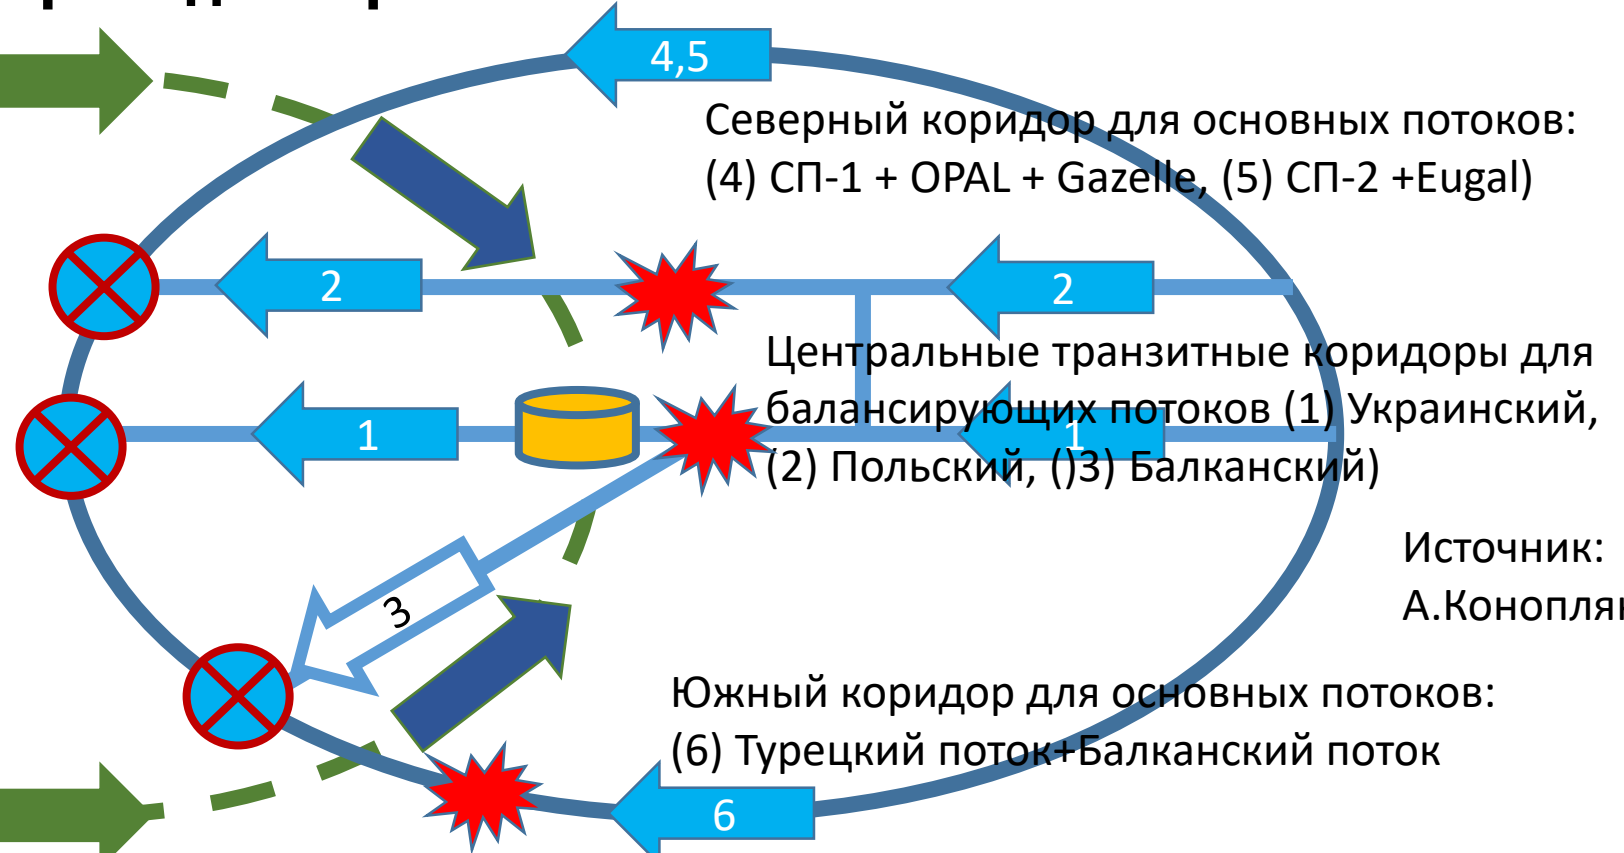 4,5
Северный коридор для основных потоков:
(4) СП-1 + OPAL + Gazelle, (5) СП-2 +Eugal)
2
2
Центральные транзитные коридоры для
балансирующих потоков (1) Украинский,
1
1
(2) Польский, ()3) Балканский)
Источник:
3
Южный коридор для основных потоков:
(6) Турецкий поток+Балканский поток
6